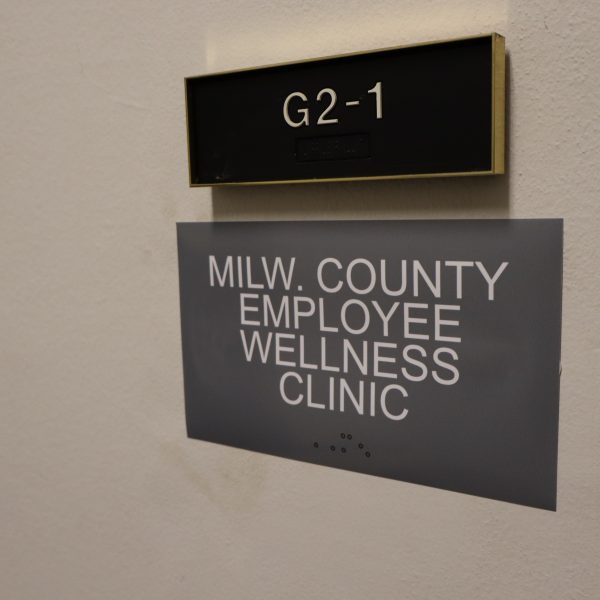 G2-1
MILW. COUNTY
EMPLOYEE
WELLNESS
CLINIC